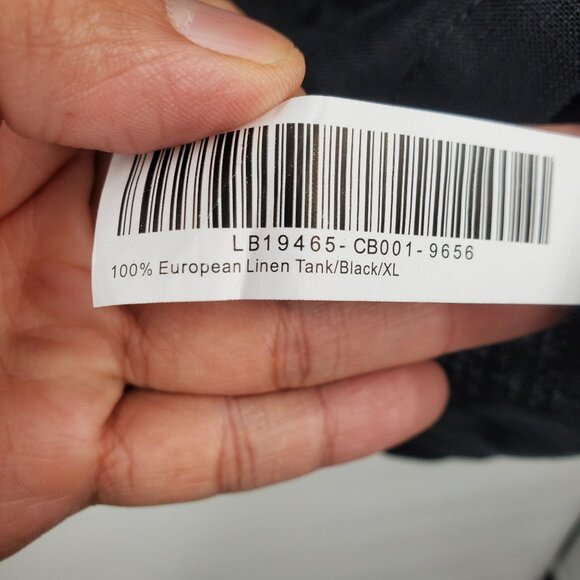 LB19465-CB001-9656
100% European Linen Tank/Black/XL